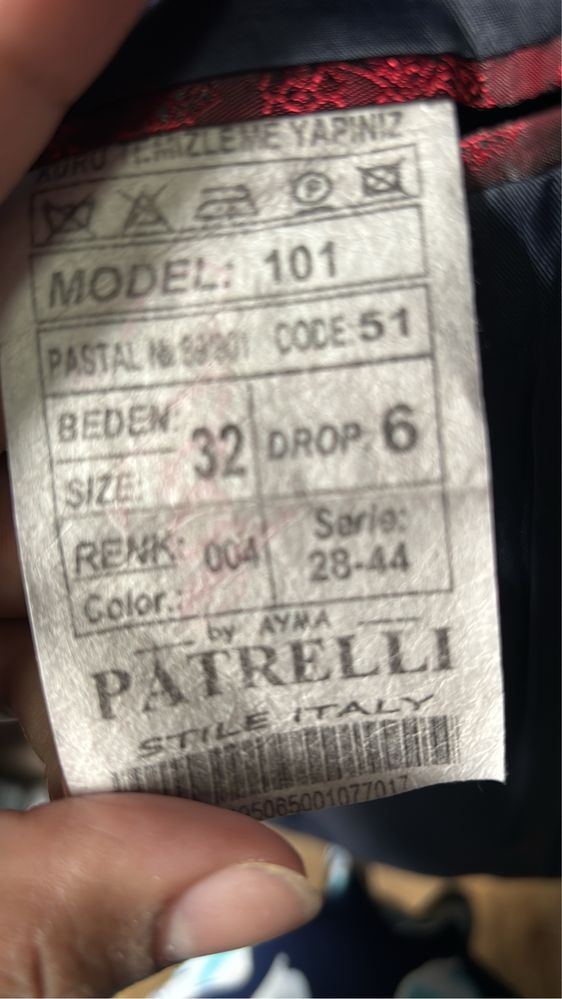 KURU TEMİZLEME YAPINIZ
P
MODEL: 101
PASTAL № CODE: 51
BEDEN:
SIZE: 32 DROP: 6
RENK: 004
Color.:
Serie:
28-44
by AYMA
PATRELLI
STILE ITALY
5065001077017